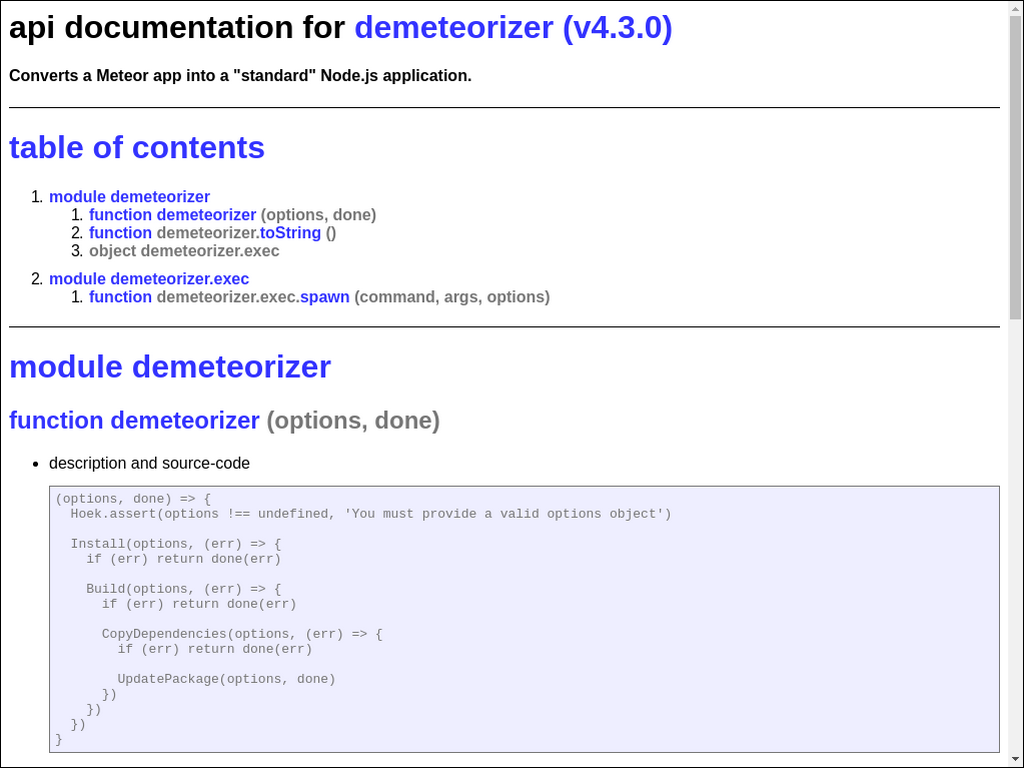 api documentation for demeteorizer (v4.3.0)
Converts a Meteor app into a "standard" Node.js application.
table of contents
1. module demeteorizer
1. function demeteorizer (options, done)
2. function demeteorizer.toString ()
3. object demeteorizer.exec
2. module demeteorizer.exec
1. function demeteorizer.exec.spawn (command, args, options)
module demeteorizer
function demeteorizer (options, done)
• description and source-code
(options, done) => {
  Hoek.assert(options !== undefined, 'You must provide a valid options object')
  Install(options, (err) => {
    if (err) return done(err)
    Build(options, (err) => {
      if (err) return done(err)
      CopyDependencies(options, (err) => {
        if (err) return done(err)
        UpdatePackage(options, done)
      })
    })
  })
}